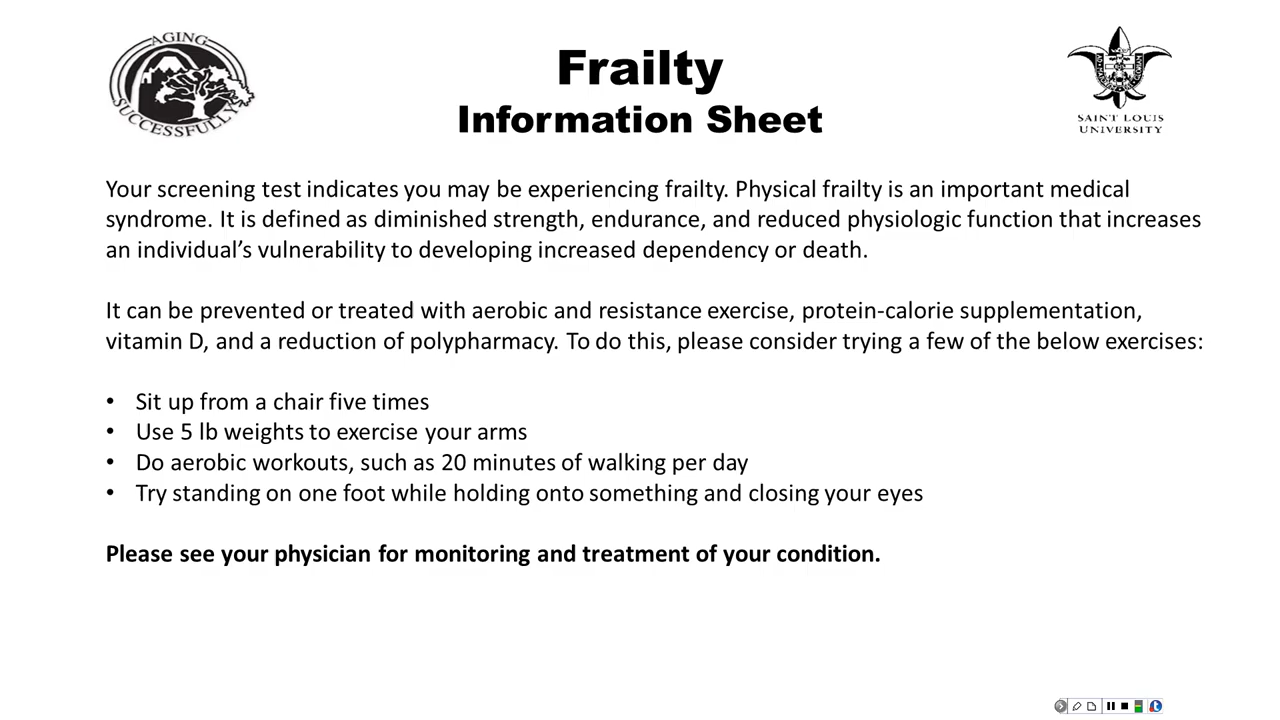 AGING
SUCCESSFULLY
Frailty
Information Sheet
SAINT LOUIS
UNIVERSITY
Your screening test indicates you may be experiencing frailty. Physical frailty is an important medical
syndrome. It is defined as diminished strength, endurance, and reduced physiologic function that increases
an individual’s vulnerability to developing increased dependency or death.
It can be prevented or treated with aerobic and resistance exercise, protein-calorie supplementation,
vitamin D, and a reduction of polypharmacy. To do this, please consider trying a few of the below exercises:
• Sit up from a chair five times
• Use 5 lb weights to exercise your arms
• Do aerobic workouts, such as 20 minutes of walking per day
• Try standing on one foot while holding onto something and closing your eyes
Please see your physician for monitoring and treatment of your condition.